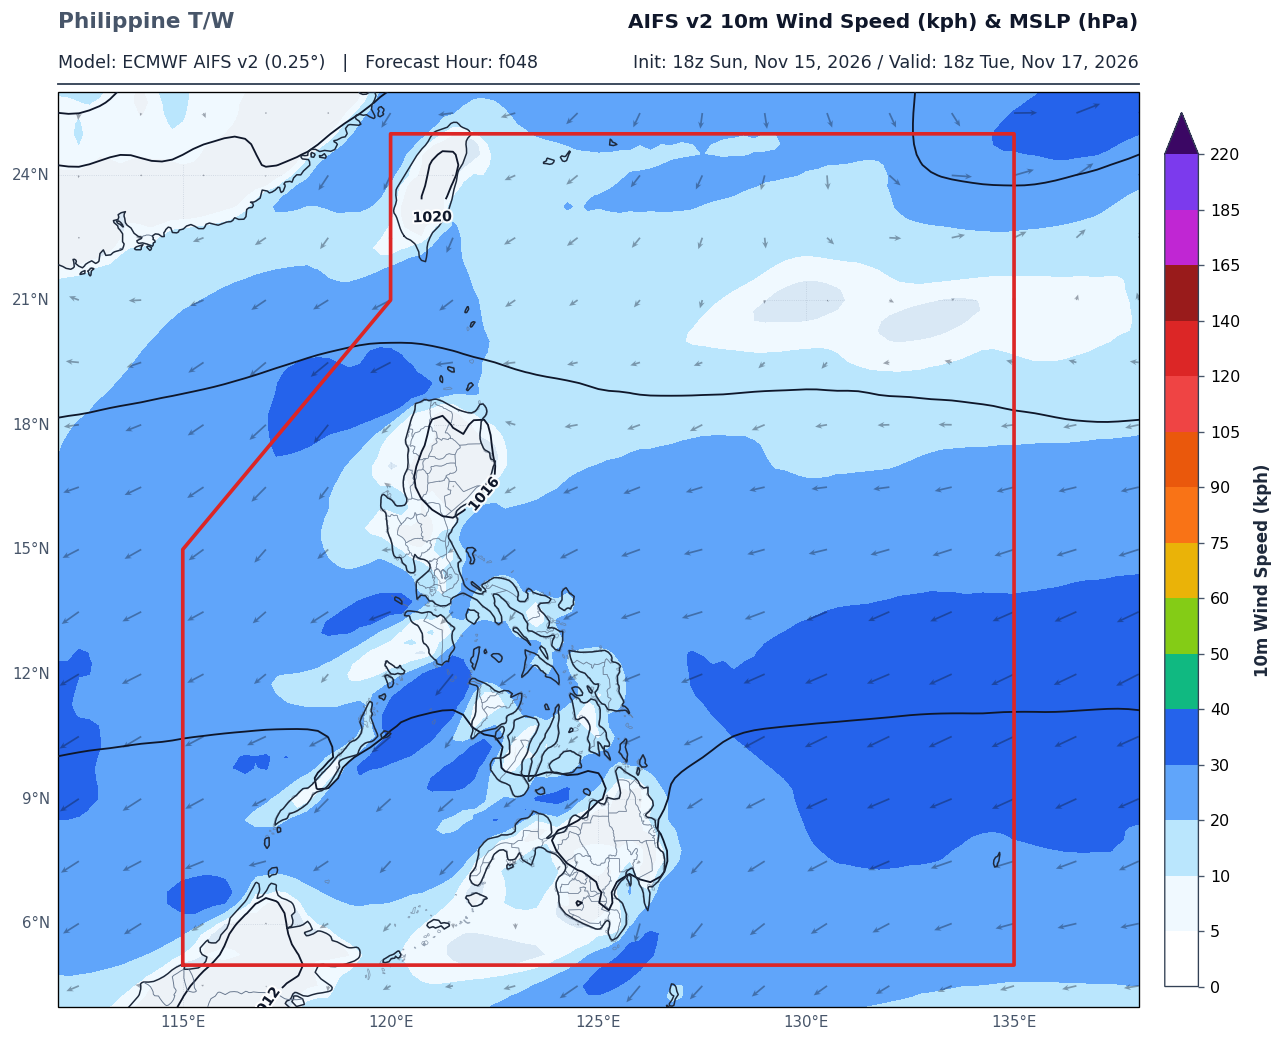 Philippine T/W
AIFS v2 10m Wind Speed (kph) & MSLP (hPa)
Model: ECMWF AIFS v2 (0.25°) | Forecast Hour: f048
Init: 18z Sun, Nov 15, 2026 / Valid: 18z Tue, Nov 17, 2026
24°N
21°N
18°N
15°N
12°N
9°N
6°N
1020
1016
012
115°E
120°E
125°E
130°E
135°E
220
185
165
140
120
105
90
75
60
50
40
30
20
10
5
0
10m Wind Speed (kph)